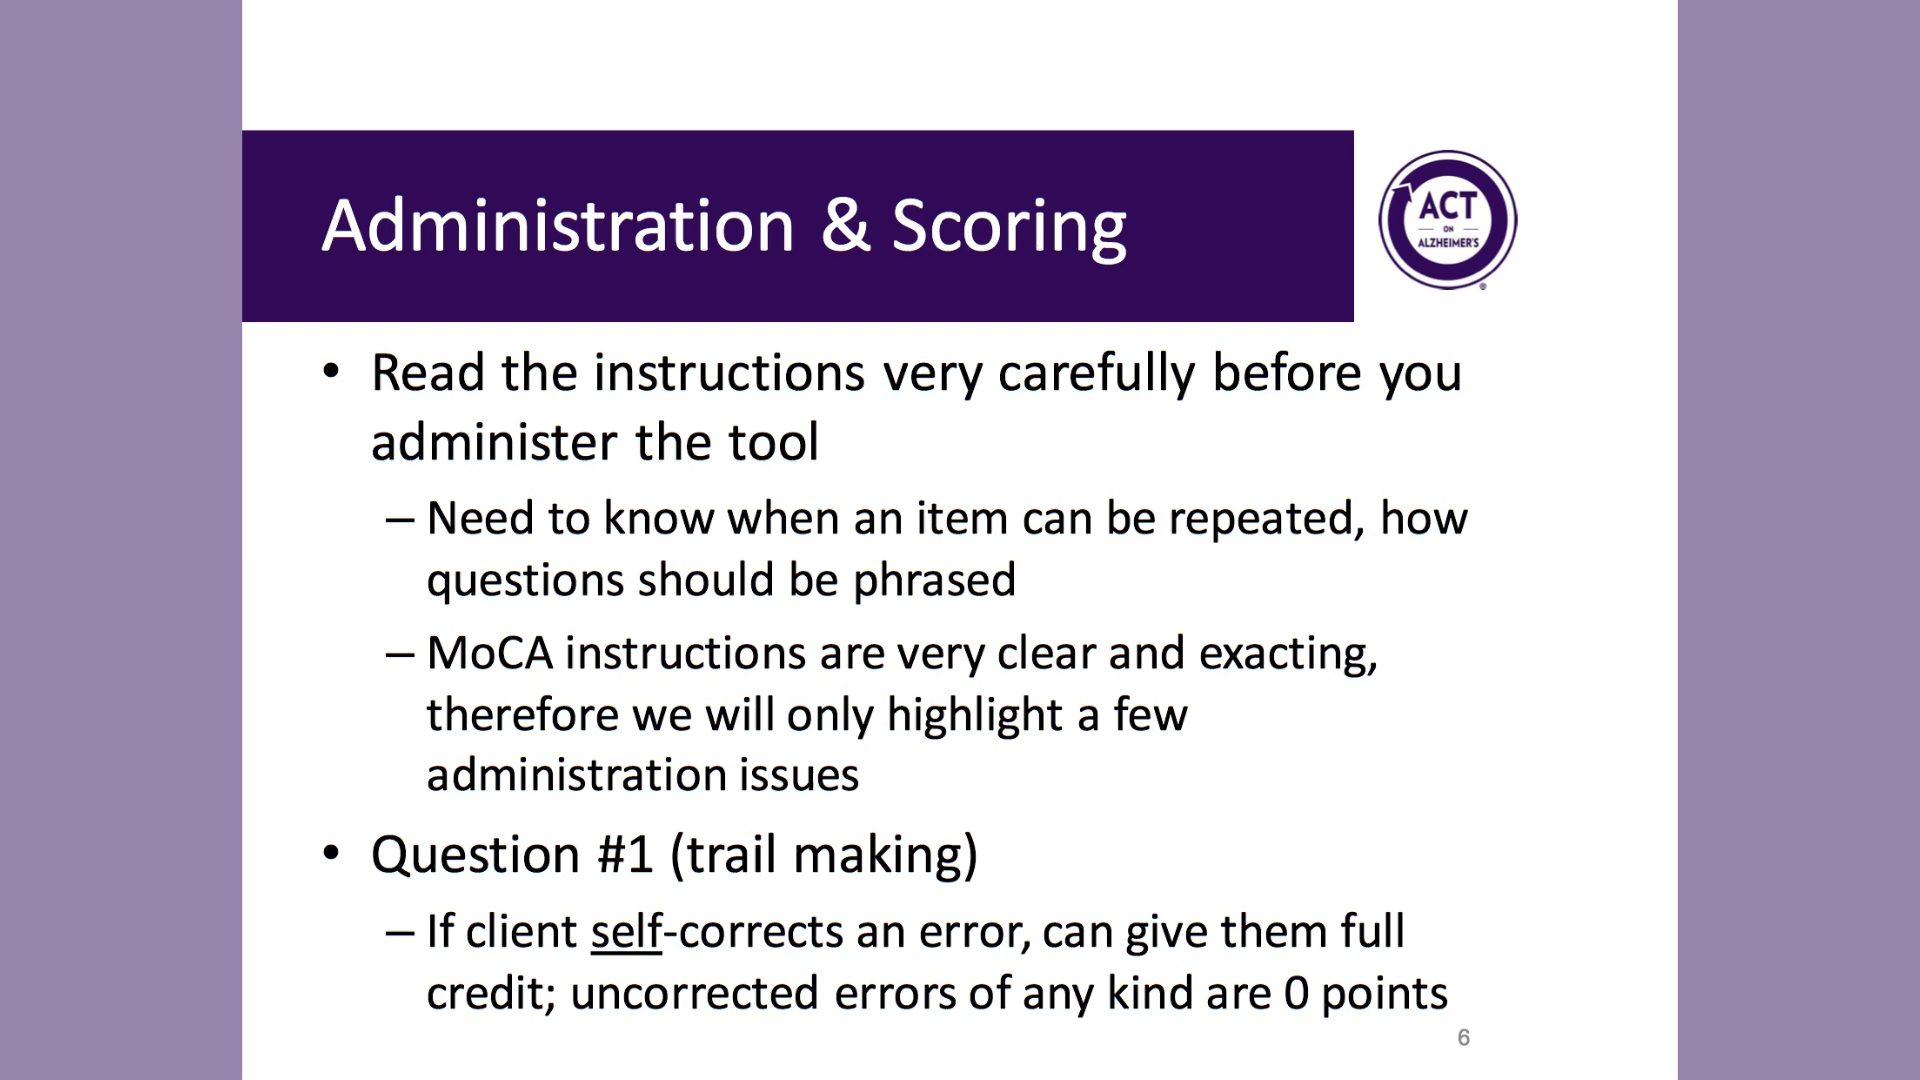 Administration & Scoring
ACT
ON
ALZHEIMER'S
®
• Read the instructions very carefully before you
administer the tool
– Need to know when an item can be repeated, how
questions should be phrased
– MoCA instructions are very clear and exacting,
therefore we will only highlight a few
administration issues
• Question #1 (trail making)
– If client self-corrects an error, can give them full
credit; uncorrected errors of any kind are 0 points
6